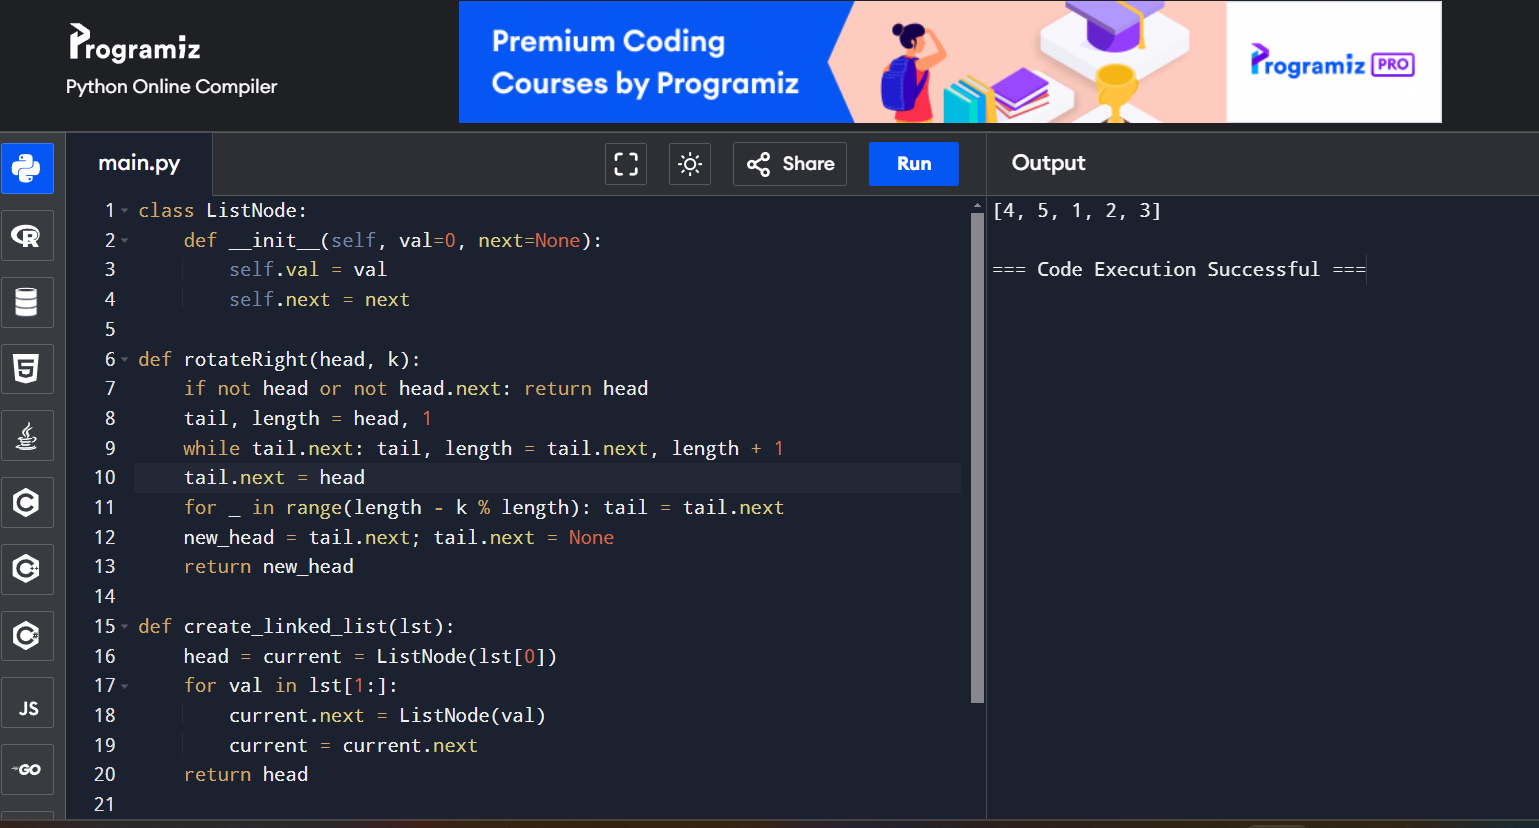 Programiz
Python Online Compiler
Premium Coding
Courses by Programiz
Programiz PRO
main.py
Share
Run
Output
1 class ListNode:
2     def __init__(self, val=0, next=None):
3         self.val = val
4         self.next = next
5
6 def rotateRight(head, k):
7     if not head or not head.next: return head
8     tail, length = head, 1
9     while tail.next: tail, length = tail.next, length + 1
10     tail.next = head
11     for _ in range(length - k % length): tail = tail.next
12     new_head = tail.next; tail.next = None
13     return new_head
14
15 def create_linked_list(lst):
16     head = current = ListNode(lst[0])
17     for val in lst[1:]:
18         current.next = ListNode(val)
19         current = current.next
20     return head
21
[4, 5, 1, 2, 3]
=== Code Execution Successful ===
R
5
C
C++
C#
JS
GO